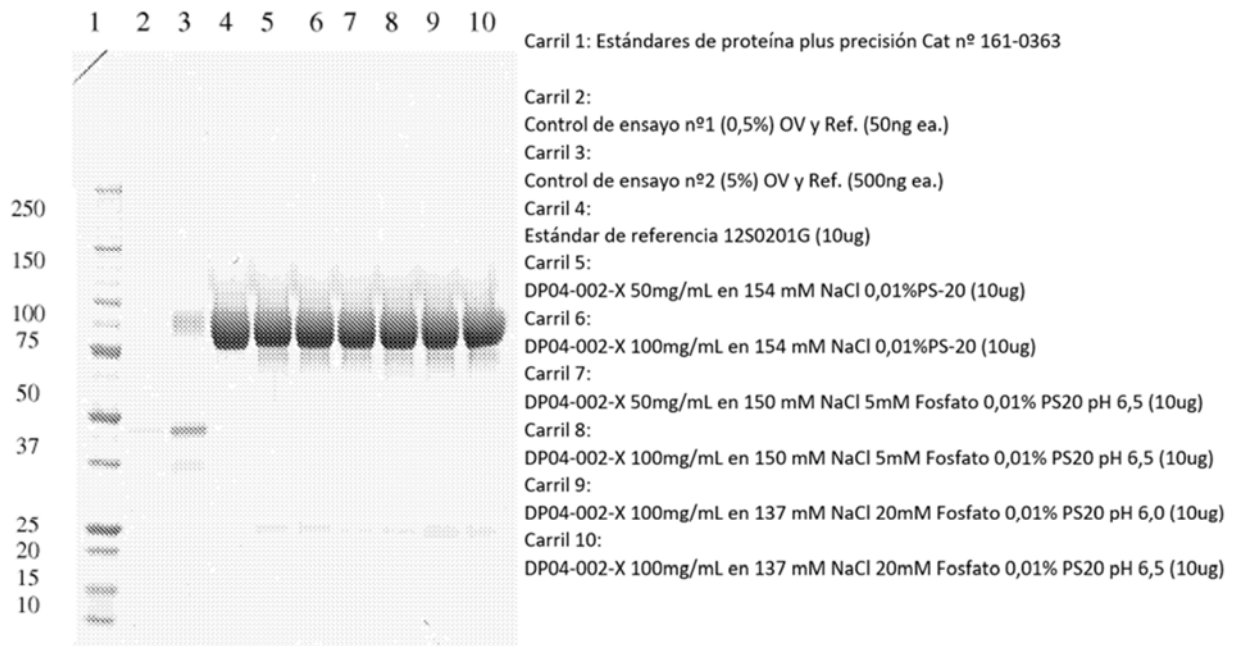 1 2 3 4 5 6 7 8 9 10
250
150
100
75
50
37
25
20
15
10
Carril 1: Estándares de proteína plus precisión Cat nº 161-0363
Carril 2:
Control de ensayo nº1 (0,5%) OV y Ref. (50ng ea.)
Carril 3:
Control de ensayo nº2 (5%) OV y Ref. (500ng ea.)
Carril 4:
Estándar de referencia 12S0201G (10ug)
Carril 5:
DP04-002-X 50mg/mL en 154 mM NaCl 0,01%PS-20 (10ug)
Carril 6:
DP04-002-X 100mg/mL en 154 mM NaCl 0,01%PS-20 (10ug)
Carril 7:
DP04-002-X 50mg/mL en 150 mM NaCl 5mM Fosfato 0,01% PS20 pH 6,5 (10ug)
Carril 8:
DP04-002-X 100mg/mL en 150 mM NaCl 5mM Fosfato 0,01% PS20 pH 6,5 (10ug)
Carril 9:
DP04-002-X 100mg/mL en 137 mM NaCl 20mM Fosfato 0,01% PS20 pH 6,0 (10ug)
Carril 10:
DP04-002-X 100mg/mL en 137 mM NaCl 20mM Fosfato 0,01% PS20 pH 6,5 (10ug)